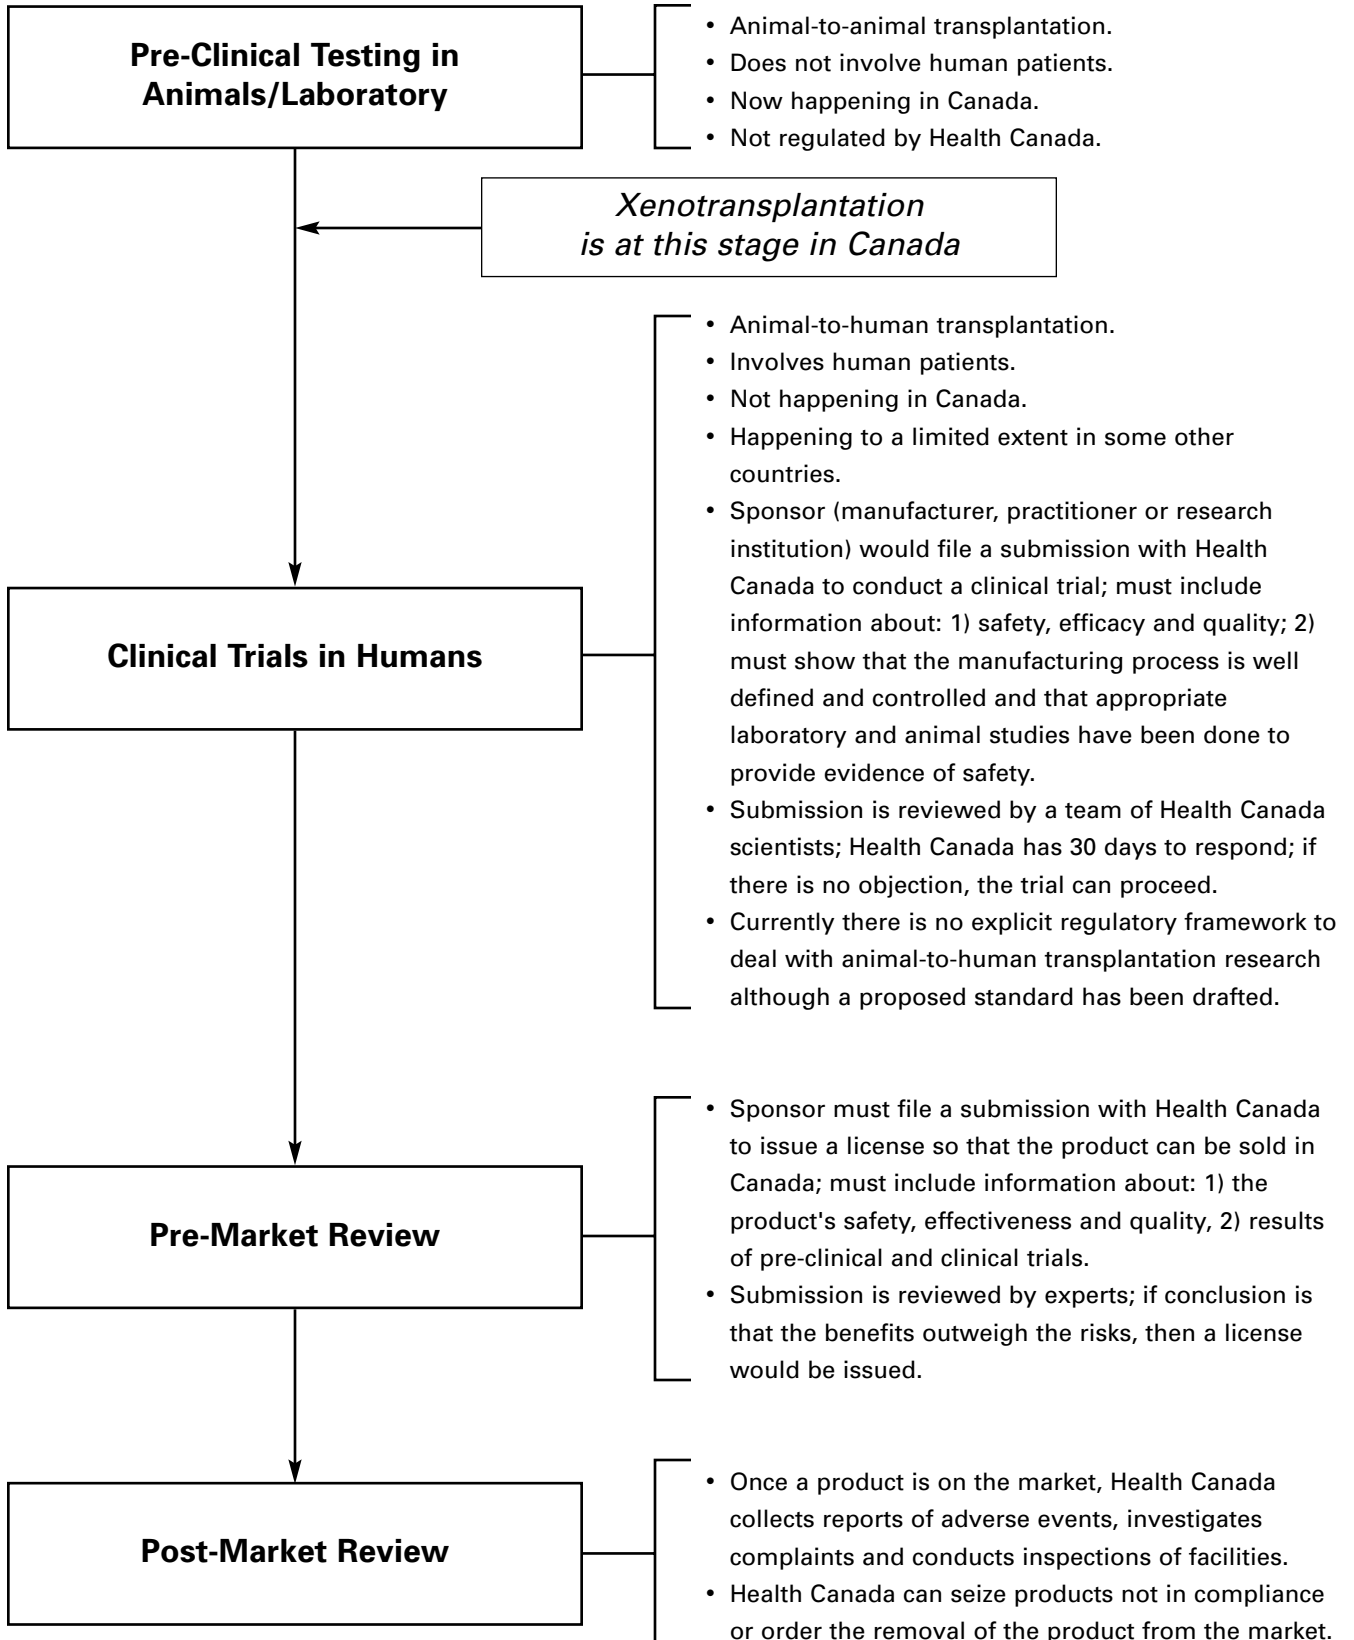 Pre-Clinical Testing in
Animals/Laboratory
• Animal-to-animal transplantation.
• Does not involve human patients.
• Now happening in Canada.
• Not regulated by Health Canada.
Xenotransplantation
is at this stage in Canada
• Animal-to-human transplantation.
• Involves human patients.
• Not happening in Canada.
• Happening to a limited extent in some other
countries.
• Sponsor (manufacturer, practitioner or research
institution) would file a submission with Health
Canada to conduct a clinical trial; must include
information about: 1) safety, efficacy and quality; 2)
must show that the manufacturing process is well
defined and controlled and that appropriate
laboratory and animal studies have been done to
provide evidence of safety.
• Submission is reviewed by a team of Health Canada
scientists; Health Canada has 30 days to respond; if
there is no objection, the trial can proceed.
• Currently there is no explicit regulatory framework to
deal with animal-to-human transplantation research
although a proposed standard has been drafted.
Clinical Trials in Humans
• Sponsor must file a submission with Health Canada
to issue a license so that the product can be sold in
Canada; must include information about: 1) the
product's safety, effectiveness and quality, 2) results
of pre-clinical and clinical trials.
• Submission is reviewed by experts; if conclusion is
that the benefits outweigh the risks, then a license
would be issued.
Pre-Market Review
• Once a product is on the market, Health Canada
collects reports of adverse events, investigates
complaints and conducts inspections of facilities.
• Health Canada can seize products not in compliance
or order the removal of the product from the market.
Post-Market Review